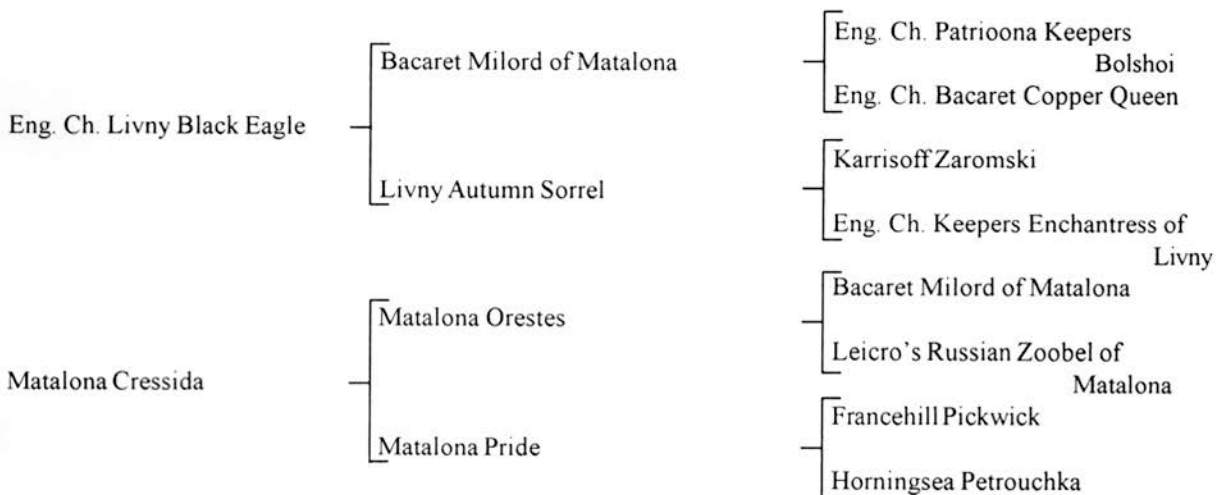 Eng. Ch. Patrioona Keepers
Bolshoi
Bacaret Milord of Matalona
Eng. Ch. Bacaret Copper Queen
Eng. Ch. Livny Black Eagle
Karrisoff Zaromski
Livny Autumn Sorrel
Eng. Ch. Keepers Enchantress of
Livny
Bacaret Milord of Matalona
Matalona Orestes
Leicro's Russian Zoobel of
Matalona
Matalona Cressida
Francehill Pickwick
Matalona Pride
Horningsea Petrouchka